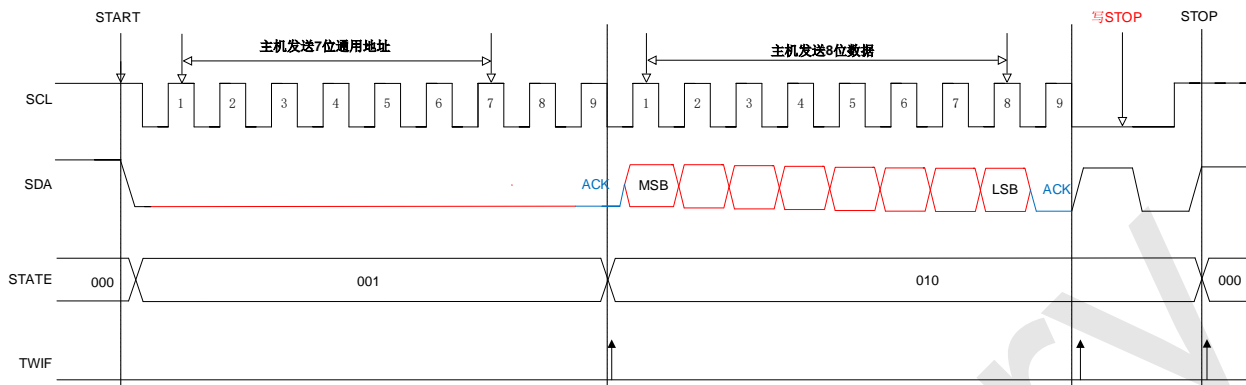 START
写STOP
STOP
主机发送7位通用地址
主机发送8位数据
SCL
1 2 3 4 5 6 7 8 9 1 2 3 4 5 6 7 8 9
SDA
ACK MSB LSB ACK
STATE 000 001 010 000
TWIF